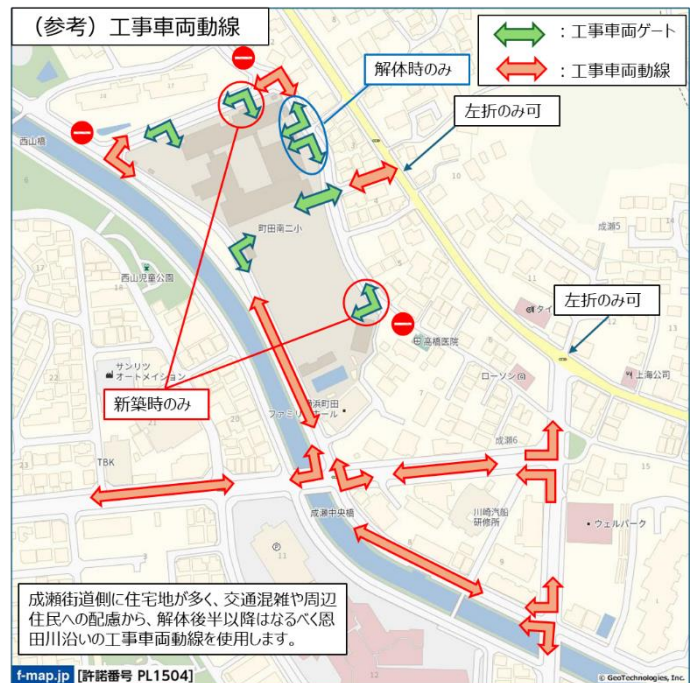 (参考) 工事車両動線
:工事車両ゲート
:工事車両動線
解体時のみ
左折のみ可
西山橋
町田南二小
成瀬5
西山児童公園
左折のみ可
高橋医院
サンリツ
オートメイション
ローソン
上海公司
新築時のみ
ファミリ
ホール
成瀬6
TBK
成瀬中央橋
川崎汽船
研修所
ウェルパーク
成瀬街道側に住宅地が多く、交通混雑や周辺
住民への配慮から、解体後半以降はなるべく恩
田川沿いの工事車両動線を使用します。
f-map.jp [許諾番号 PL1504]
© GeoTechnologies, Inc.